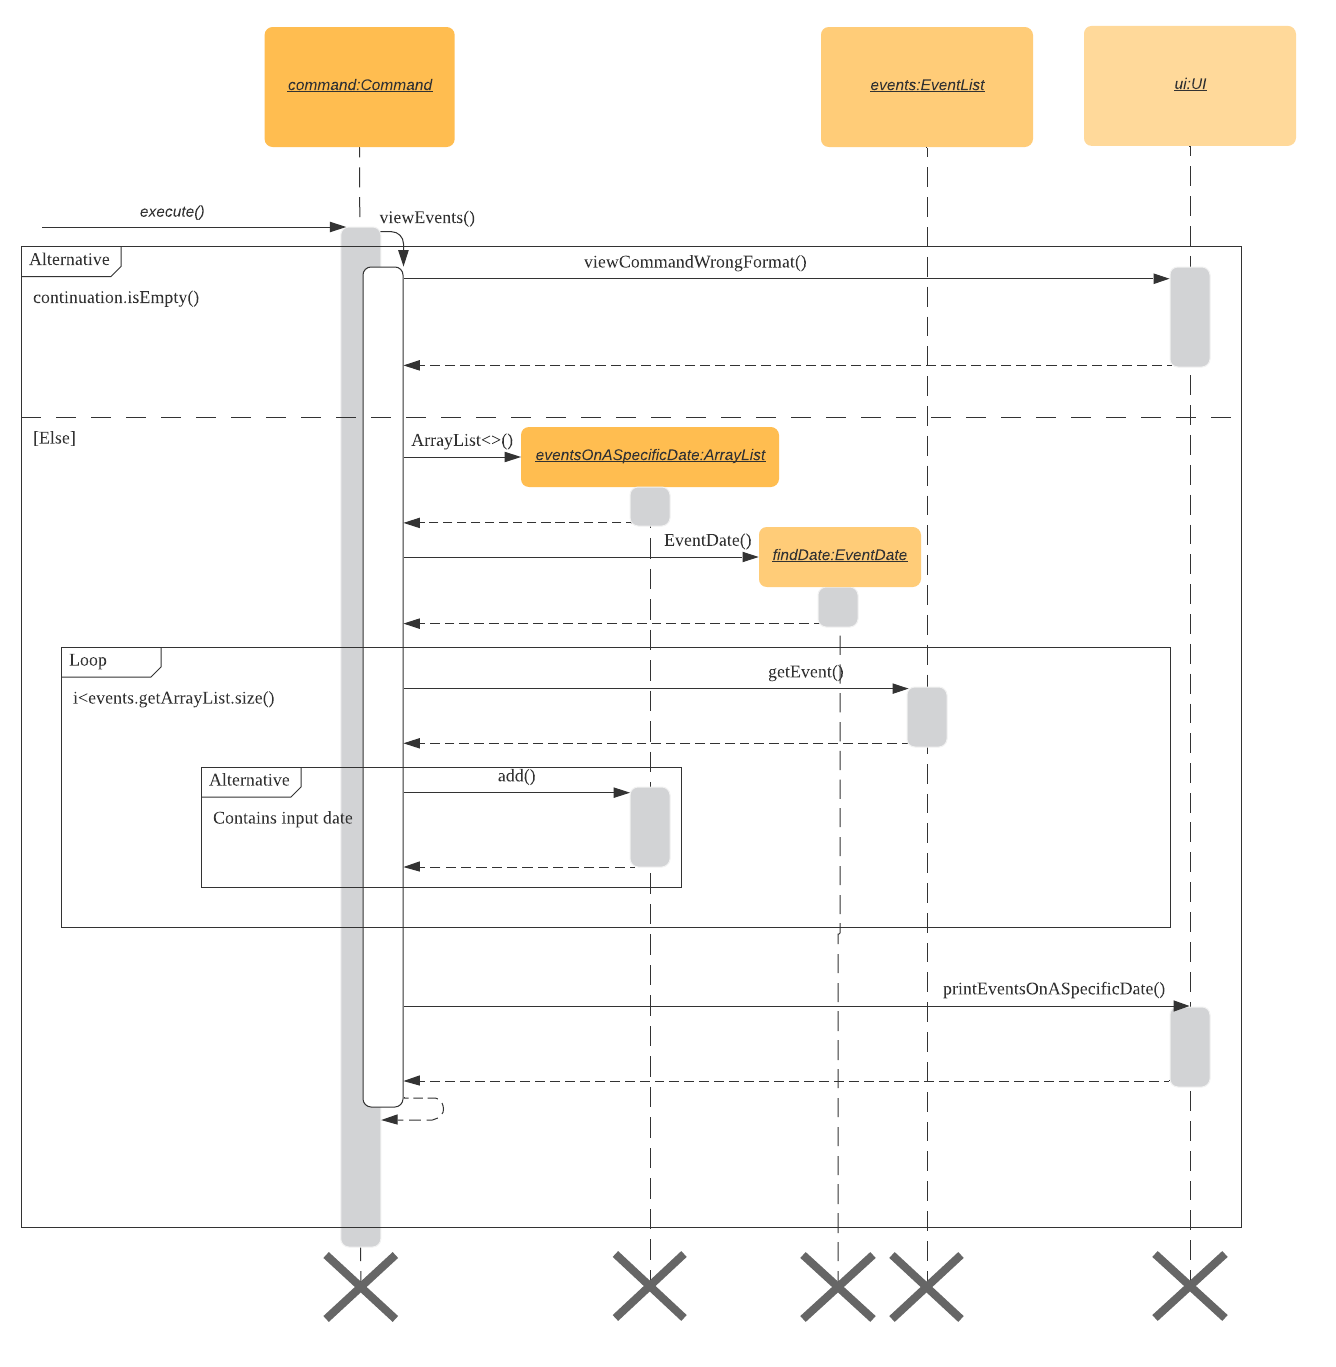 command:Command
events:EventList
ui:UI
execute()
viewEvents()
Alternative
viewCommandWrongFormat()
continuation.isEmpty()
[Else]
ArrayList<>()
eventsOnASpecificDate:ArrayList
EventDate()
findDate:EventDate
Loop
getEvent()
i<events.getArrayList.size()
Alternative
add()
Contains input date
printEventsOnASpecificDate()